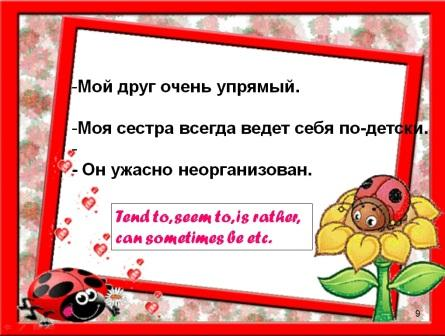 -Мой друг очень упрямый.
-Моя сестра всегда ведет себя по-детски.
-
- Он ужасно неорганизован.
Tend to, seem to, is rather,
can sometimes be etc.
9